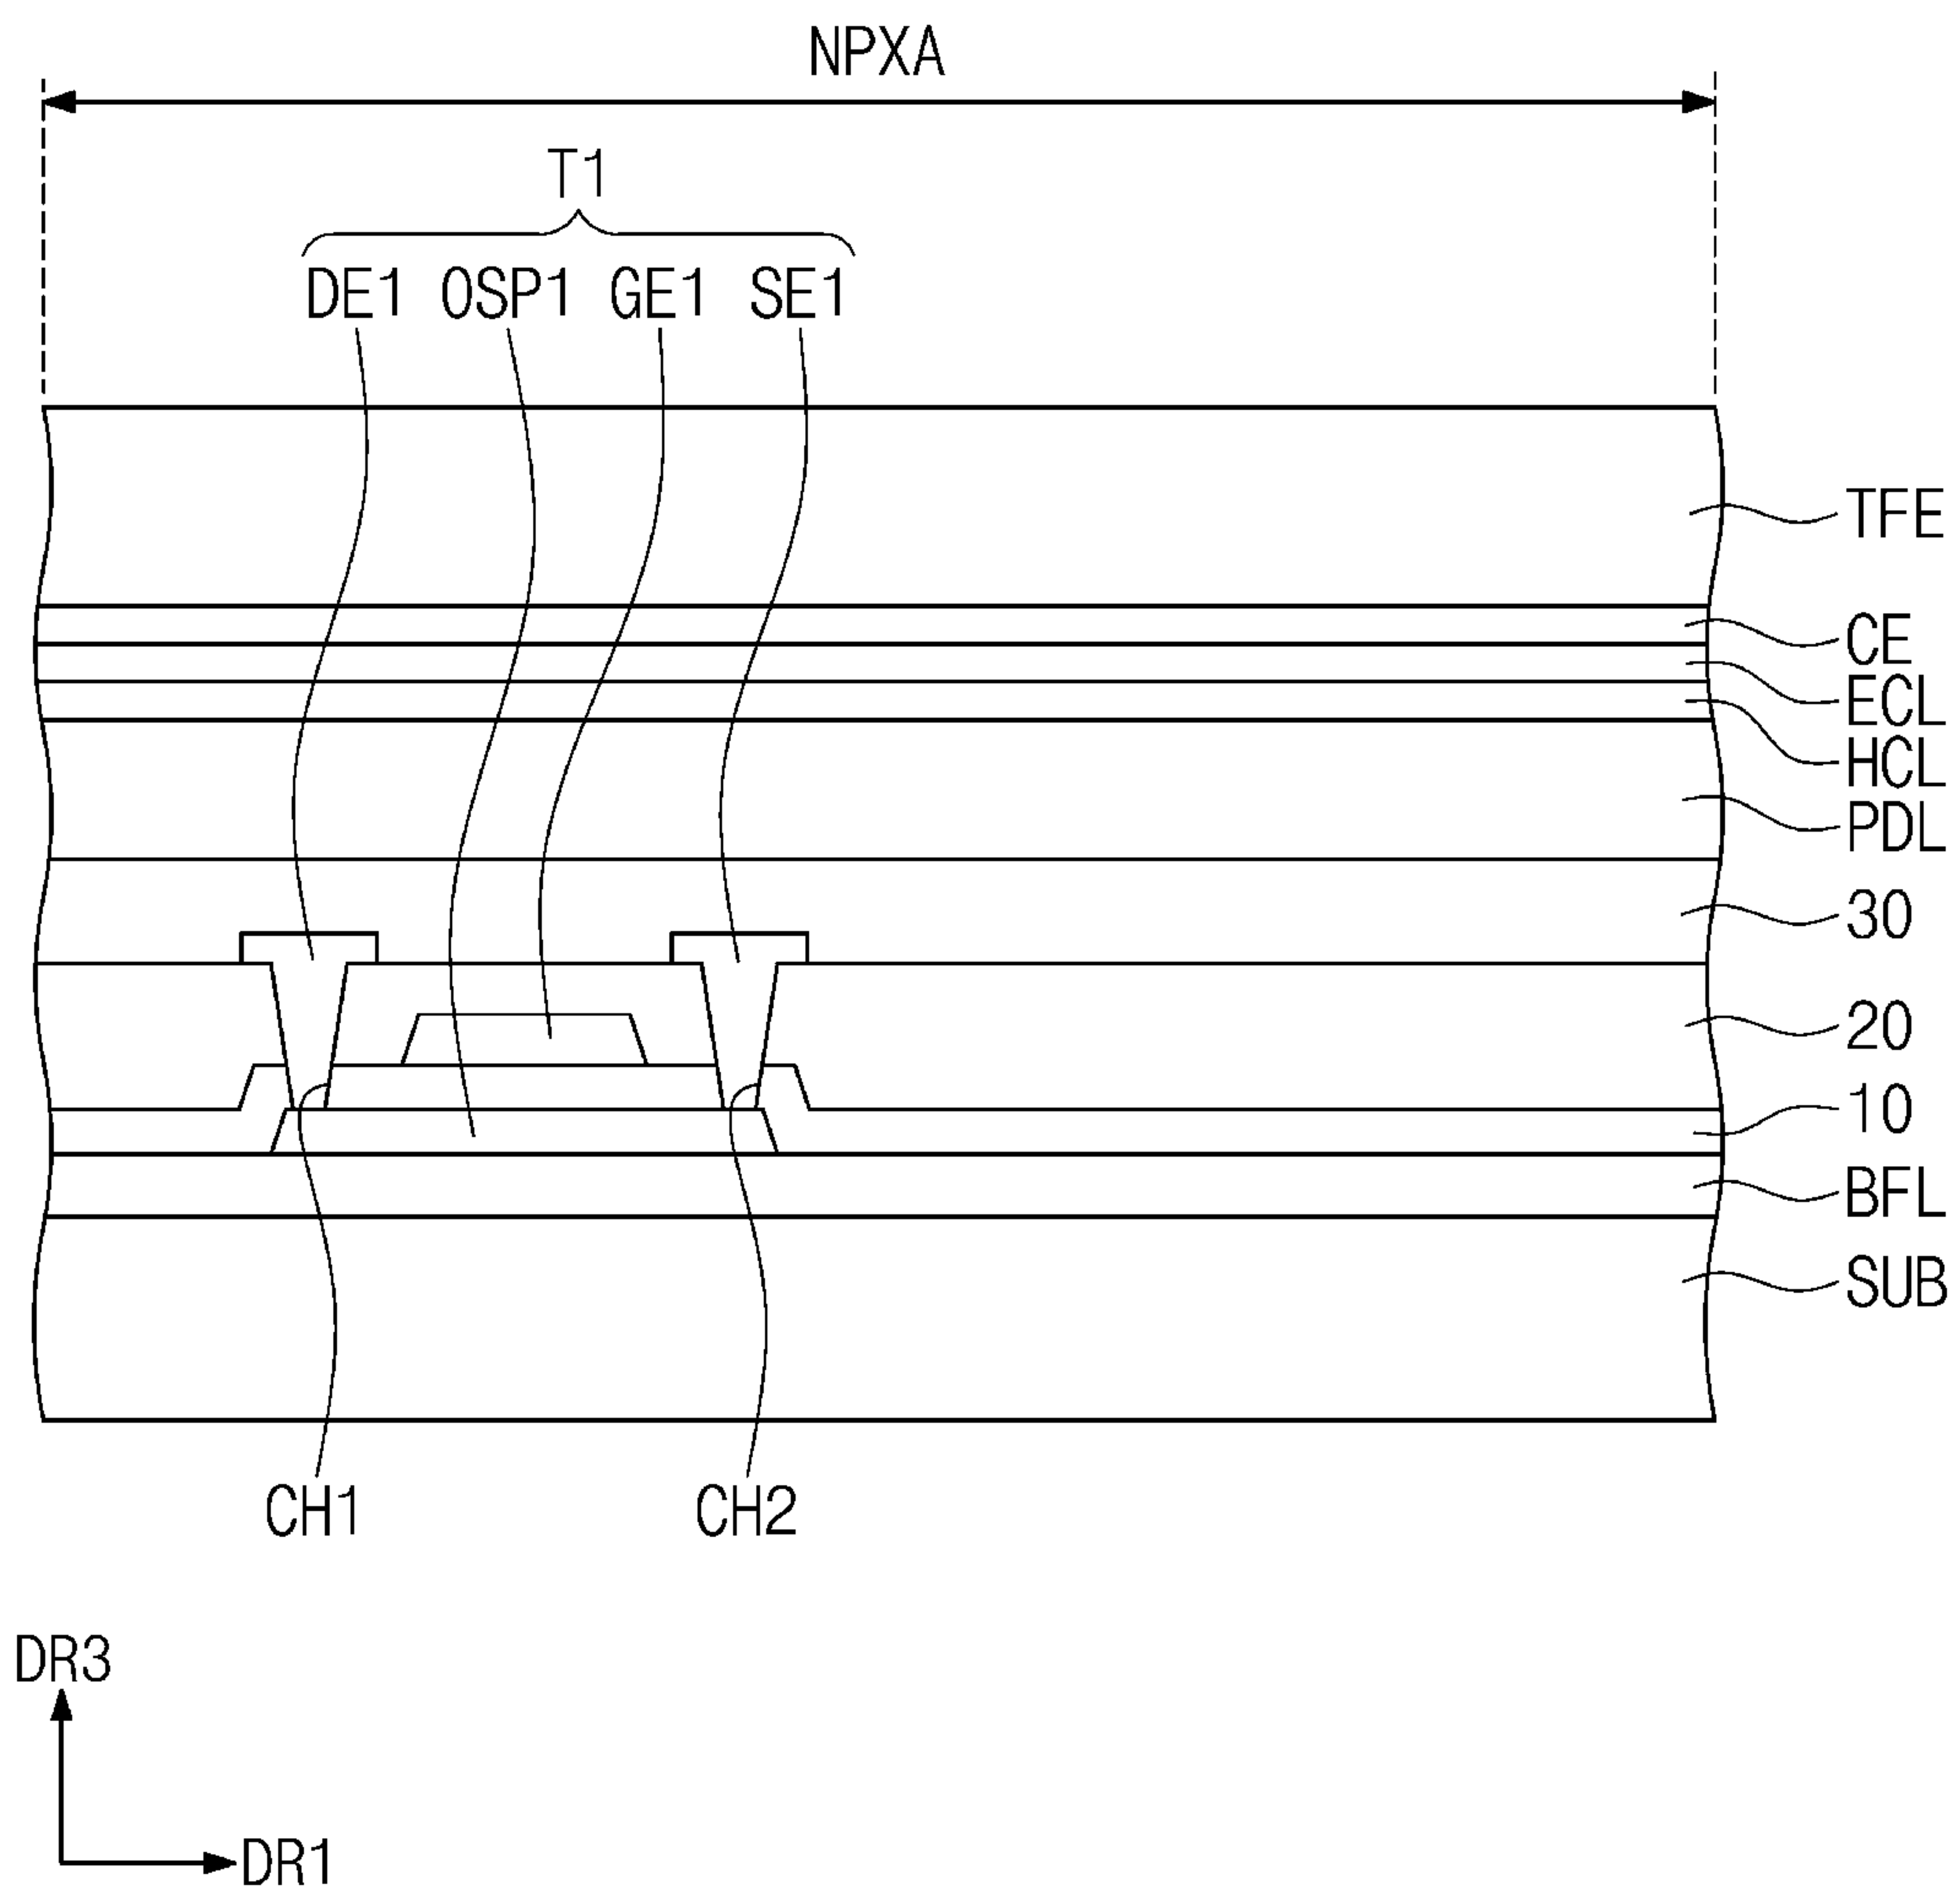 NPXA
T1
DE1 OSP1 GE1 SE1
TFE
CE
ECL
HCL
PDL
30
20
10
BFL
SUB
CH1 CH2
DR3
DR1